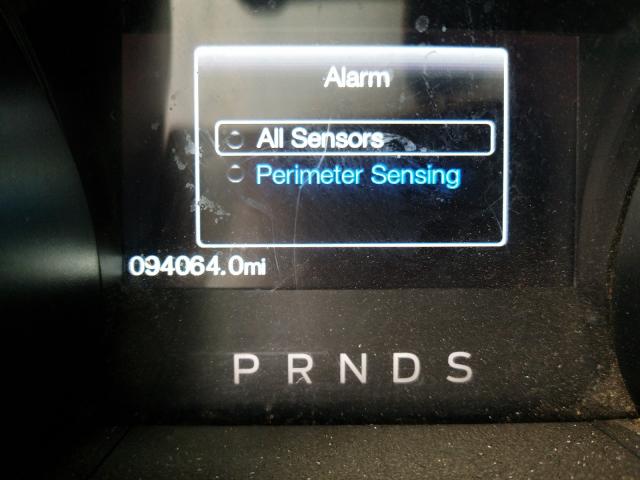 Alarm
All Sensors
Perimeter Sensing
094064.0mi
P R N D S